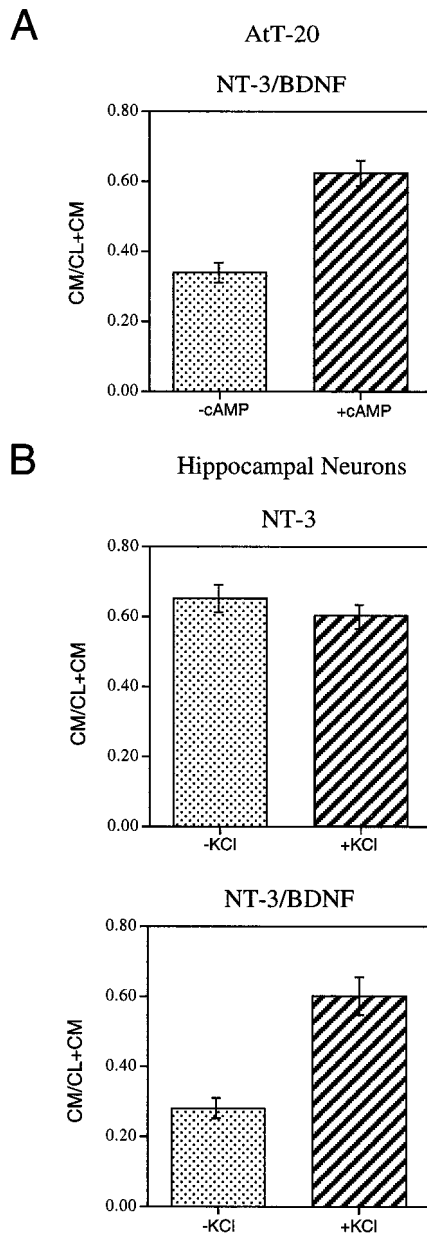 A
AtT-20
NT-3/BDNF
CM/CL+CM
0.80
0.60
0.40
0.20
0.00
-cAMP
+cAMP
B
Hippocampal Neurons
NT-3
CM/CL+CM
0.80
0.60
0.40
0.20
0.00
-KCl
+KCl
NT-3/BDNF
CM/CL+CM
0.80
0.60
0.40
0.20
0.00
-KCl
+KCl